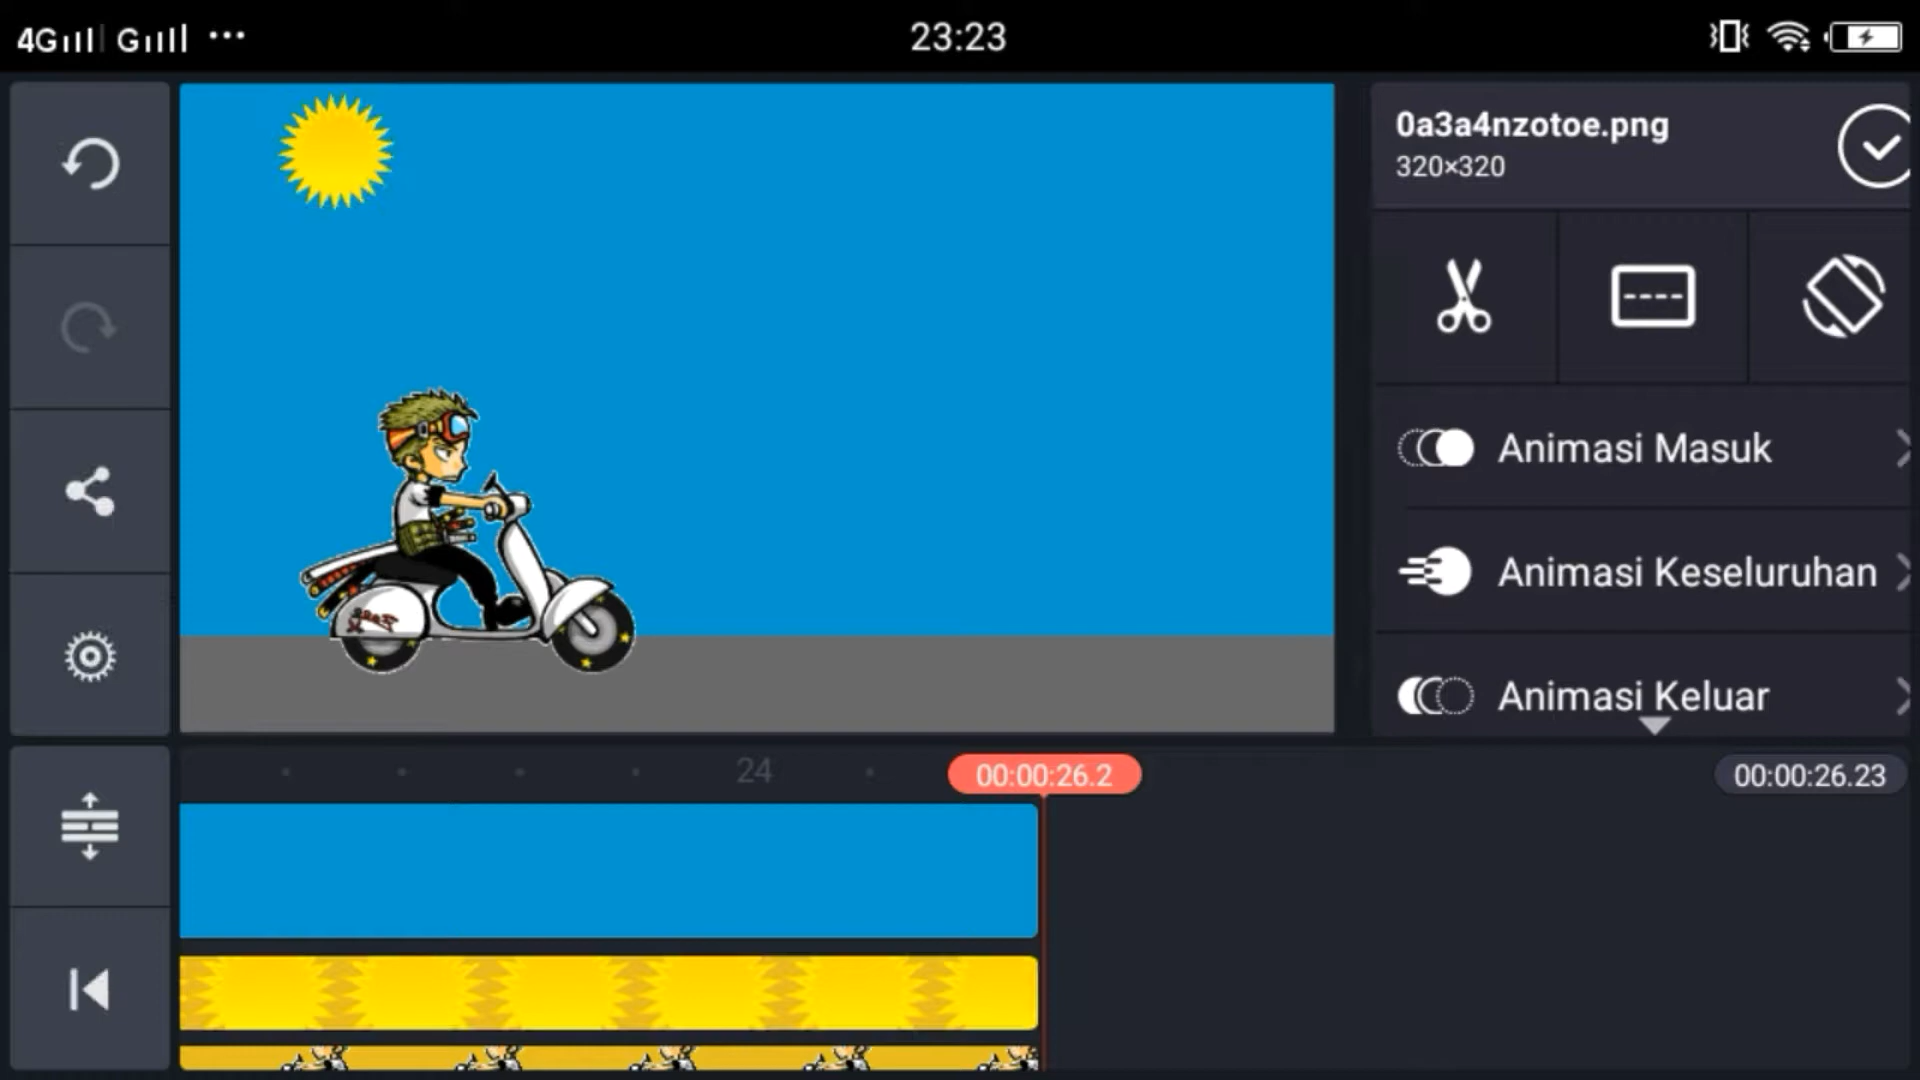 4G G ...
23:23
0a3a4nzotoe.png
320×320
Animasi Masuk
Animasi Keseluruhan
Animasi Keluar
24
00:00:26.2
00:00:26.23